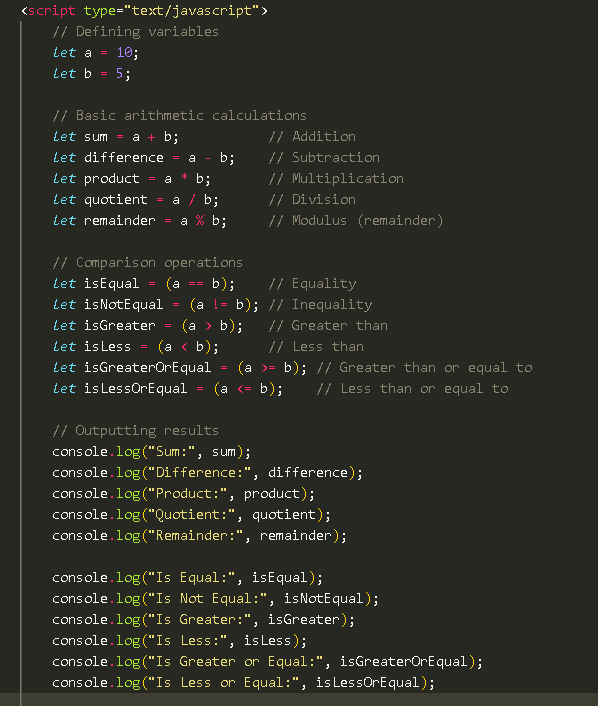 <script type="text/javascript">
    // Defining variables
    let a = 10;
    let b = 5;

    // Basic arithmetic calculations
    let sum = a + b;           // Addition
    let difference = a - b;    // Subtraction
    let product = a * b;       // Multiplication
    let quotient = a / b;      // Division
    let remainder = a % b;     // Modulus (remainder)

    // Comparison operations
    let isEqual = (a == b);    // Equality
    let isNotEqual = (a != b); // Inequality
    let isGreater = (a > b);   // Greater than
    let isLess = (a < b);      // Less than
    let isGreaterOrEqual = (a >= b); // Greater than or equal to
    let isLessOrEqual = (a <= b);    // Less than or equal to

    // Outputting results
    console.log("Sum:", sum);
    console.log("Difference:", difference);
    console.log("Product:", product);
    console.log("Quotient:", quotient);
    console.log("Remainder:", remainder);

    console.log("Is Equal:", isEqual);
    console.log("Is Not Equal:", isNotEqual);
    console.log("Is Greater:", isGreater);
    console.log("Is Less:", isLess);
    console.log("Is Greater or Equal:", isGreaterOrEqual);
    console.log("Is Less or Equal:", isLessOrEqual);